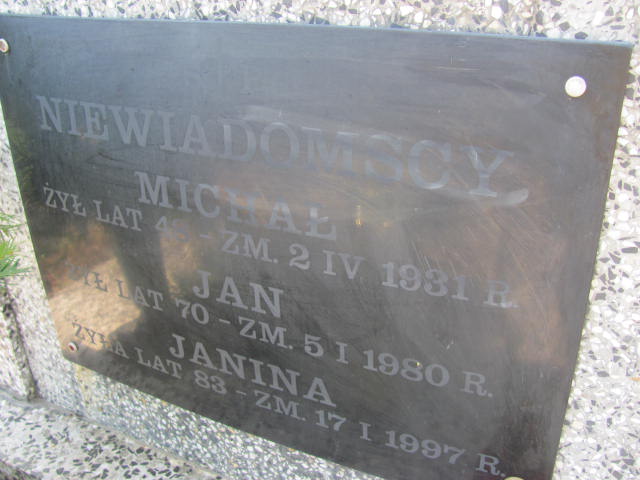 NIEWIADOMSCY
MICHAŁ
ŻYŁ LAT - ZM. 2 IV 1931 R.
JAN
ŻYŁ LAT 70 - ZM. 5 I 1980 R.
JANINA
ŻYŁA LAT 83 - ZM. 17 I 1997 R.